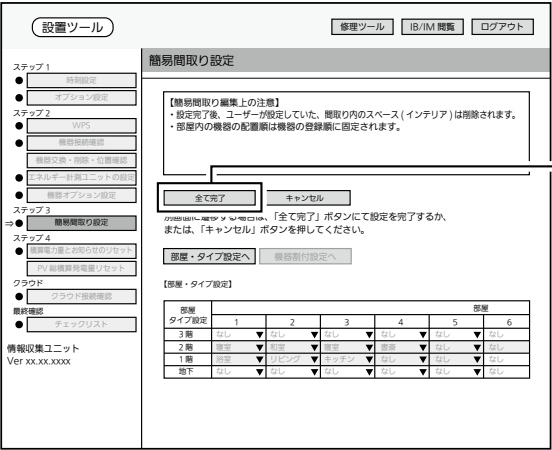 設置ツール
修理ツール
IB/IM 閲覧
ログアウト
ステップ 1
時刻設定
オプション設定
ステップ 2
WPS
機器接続確認
機器交換・削除・位置確認
エネルギー計測ユニットの設定
機器オプション設定
ステップ 3
⇒● 簡易間取り設定
ステップ 4
積算電力量とお知らせのリセット
PV 総積算発電量リセット
クラウド
クラウド接続確認
最終確認
チェックリスト
情報収集ユニット
Ver xx.xx.xxxx
簡易間取り設定
【簡易間取り編集上の注意】
・設定完了後、ユーザーが設定していた、間取り内のスペース ( インテリア ) は削除されます。
・部屋内の機器の配置順は機器の登録順に固定されます。
全て完了
キャンセル
別画面に遷移する場合は、「全て完了」ボタンにて設定を完了するか、
または、「キャンセル」ボタンを押してください。
部屋・タイプ設定へ
機器割付設定へ
【部屋・タイプ設定】
部屋
タイプ設定
部屋
1 2 3 4 5 6
3 階 なし ▼ なし ▼ なし ▼ なし ▼ なし ▼ なし
2 階 寝室 ▼ 和室 ▼ 寝室 ▼ 書斎 ▼ なし ▼ なし
1 階 浴室 ▼ リビング ▼ キッチン ▼ なし ▼ なし ▼ なし
地下 なし ▼ なし ▼ なし ▼ なし ▼ なし ▼ なし